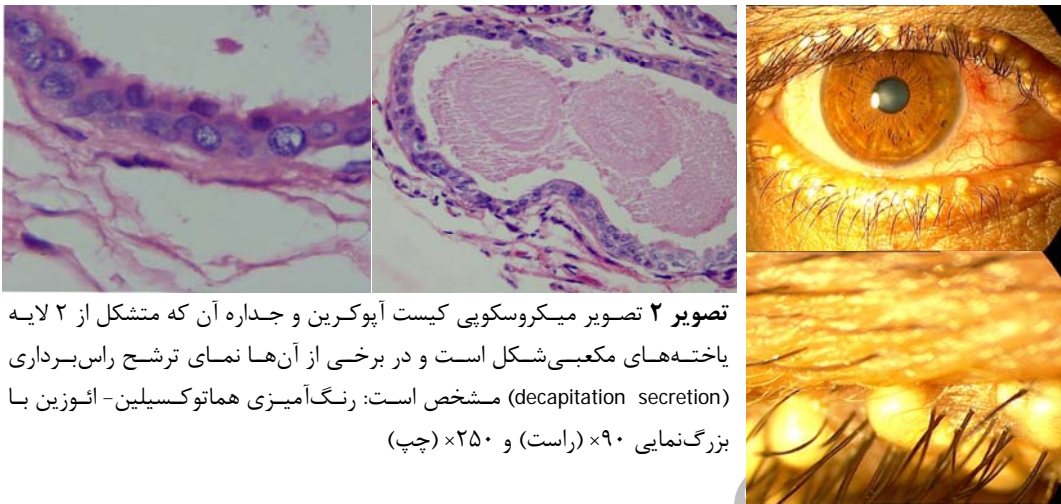 تصویر ۲ تصویر میکروسکوپی کیست آپوکرین و جداره آن که متشکل از ۲ لایه
یاخته‌های مکعبی‌شکل است و در برخی از آن‌ها نمای ترشح راس‌برداری
(decapitation secretion) مشخص است: رنگ‌آمیزی هماتوکسیلین- ائوزین با
بزرگ‌نمایی ۹۰× (راست) و ۲۵۰× (چپ)